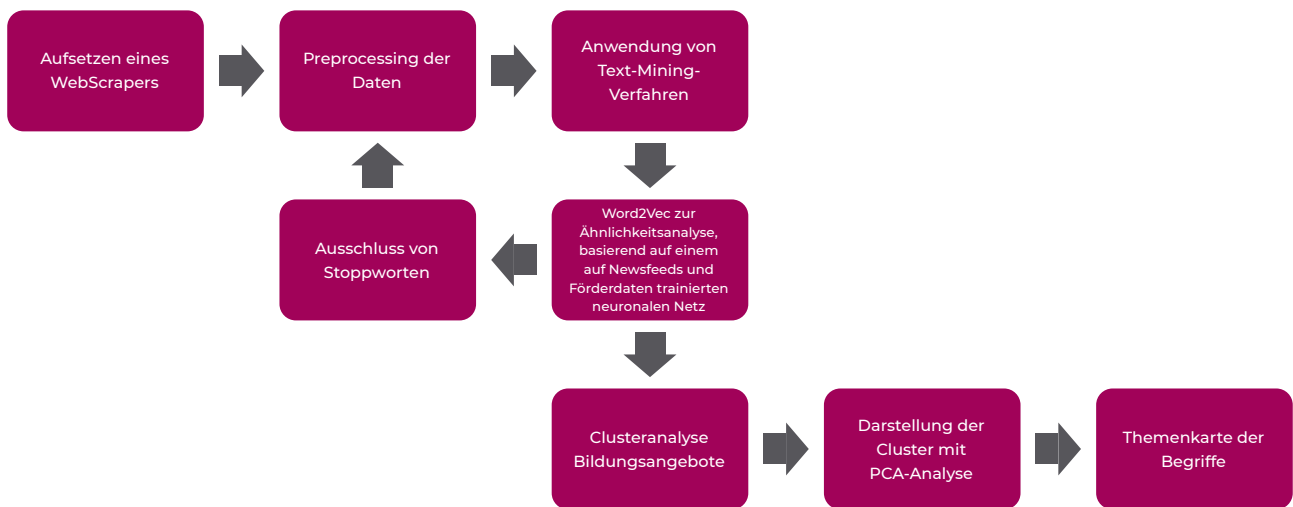 Aufsetzen eines
WebScrapers
Preprocessing der
Daten
Anwendung von
Text-Mining-
Verfahren
Ausschluss von
Stoppworten
Word2Vec zur
Ähnlichkeitsanalyse,
basierend auf einem
auf Newsfeeds und
Förderdaten trainierten
neuronalen Netz
Clusteranalyse
Bildungsangebote
Darstellung der
Cluster mit
PCA-Analyse
Themenkarte der
Begriffe